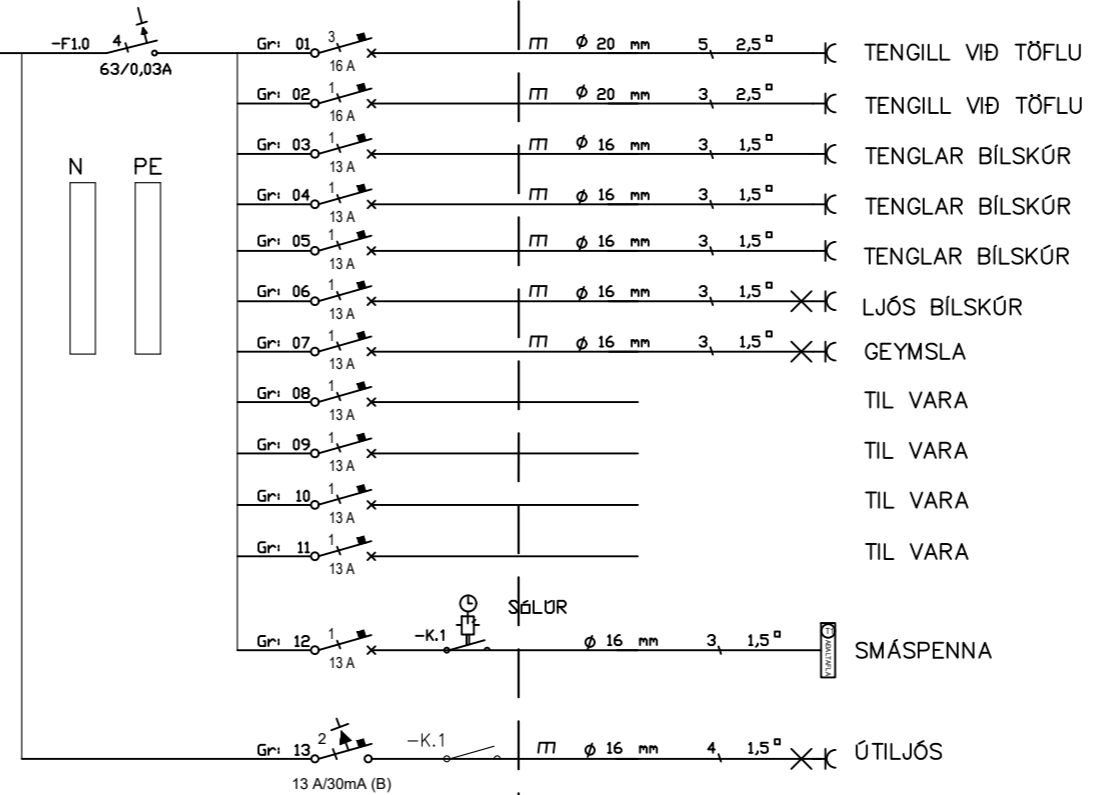 -F1.0 4 63/0,03A
N PE
Gr: 01 3 16 A m ø 20 mm 5 2,5 TENGILL VIÐ TÖFLU
Gr: 02 1 16 A m ø 20 mm 3 2,5 TENGILL VIÐ TÖFLU
Gr: 03 1 13 A m ø 16 mm 3 1,5 TENGLAR BÍLSKÚR
Gr: 04 1 13 A m ø 16 mm 3 1,5 TENGLAR BÍLSKÚR
Gr: 05 1 13 A m ø 16 mm 3 1,5 TENGLAR BÍLSKÚR
Gr: 06 1 13 A m ø 16 mm 3 1,5 LJÓS BÍLSKÚR
Gr: 07 1 13 A m ø 16 mm 3 1,5 GEYMSLA
Gr: 08 1 13 A TIL VARA
Gr: 09 1 13 A TIL VARA
Gr: 10 1 13 A TIL VARA
Gr: 11 1 13 A TIL VARA
SÓLÚR
Gr: 12 1 13 A -K.1 ø 16 mm 3 1,5 SMÁSPENNA
Gr: 13 2 -K.1 m ø 16 mm 4 1,5 ÚTILJÓS
13 A/30mA (B)